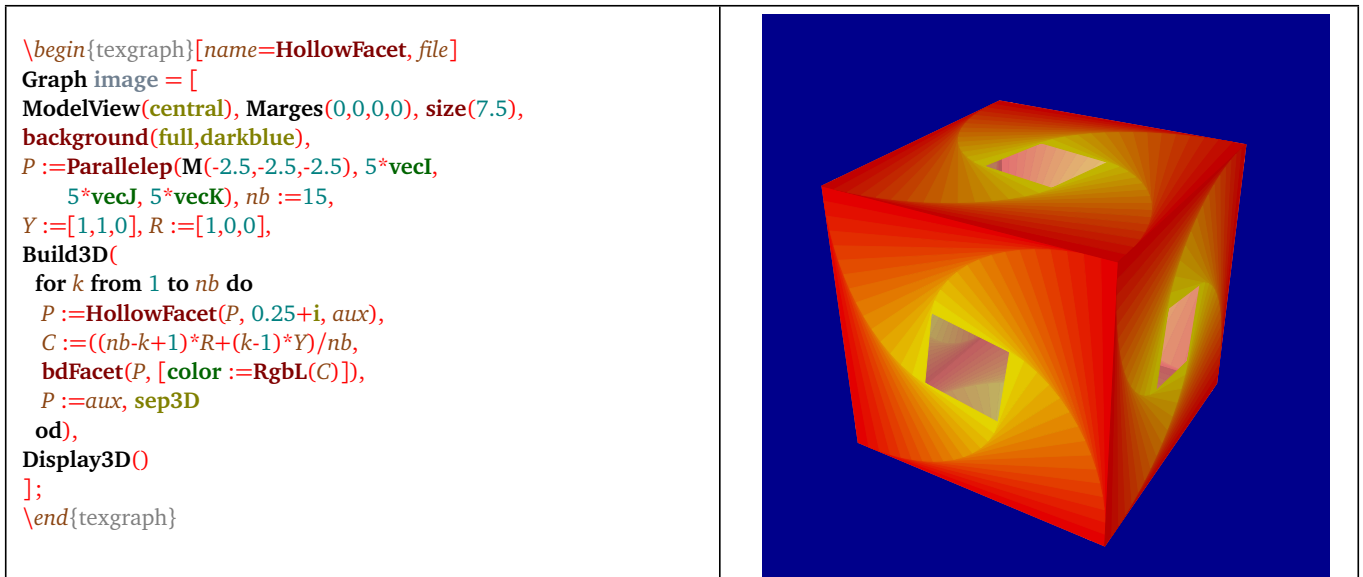 \begin{texgraph}[name=HollowFacet, file]
Graph image = [
ModelView(central), Marges(0,0,0,0), size(7.5),
background(full,darkblue),
P :=Parallelep(M(-2.5,-2.5,-2.5), 5*vecI,
5*vecJ, 5*vecK), nb :=15,
Y :=[1,1,0], R :=[1,0,0],
Build3D(
for k from 1 to nb do
P :=HollowFacet(P, 0.25+i, aux),
C :=((nb-k+1)*R+(k-1)*Y)/nb,
bdFacet(P, [color :=RgbL(C)]),
P :=aux, sep3D
od),
Display3D()
];
\end{texgraph}